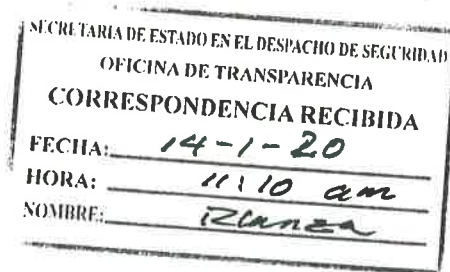 SECRETARIA DE ESTADO EN EL DESPACHO DE SEGURIDAD
OFICINA DE TRANSPARENCIA
CORRESPONDENCIA RECIBIDA
FECHA: 14-1-20
HORA: 11:10 am
NOMBRE: